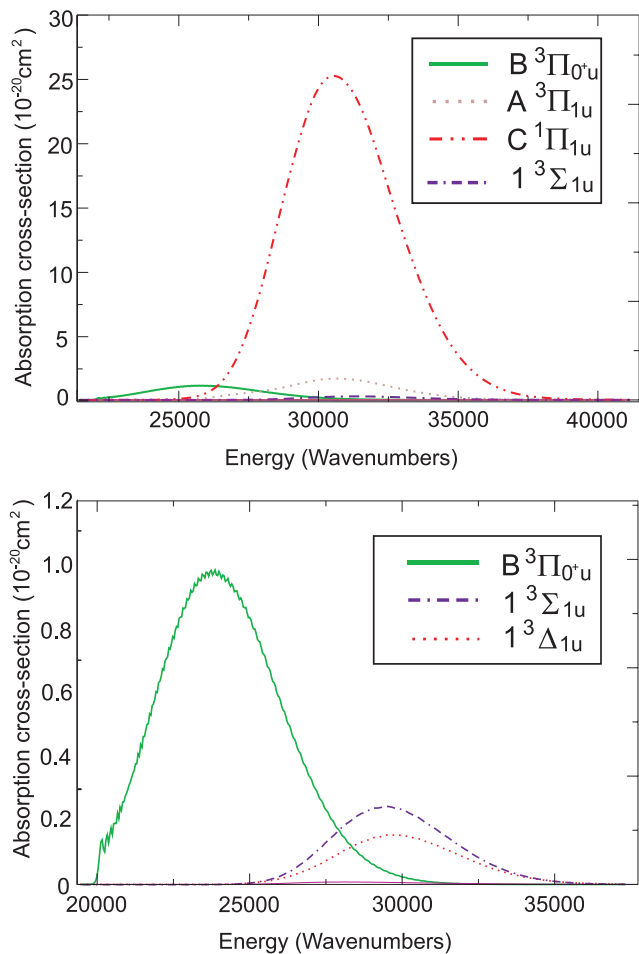 Absorption cross-section (10⁻²⁰cm²)
30
25
20
15
10
5
0
B ³Π₀⁺ᵤ
A ³Π₁ᵤ
C ¹Π₁ᵤ
1 ³Σ₁ᵤ
25000 30000 35000 40000
Energy (Wavenumbers)
Absorption cross-section (10⁻²⁰cm²)
1.2
1.0
0.8
0.6
0.4
0.2
0
B ³Π₀⁺ᵤ
1 ³Σ₁ᵤ
1 ³Δ₁ᵤ
20000 25000 30000 35000
Energy (Wavenumbers)